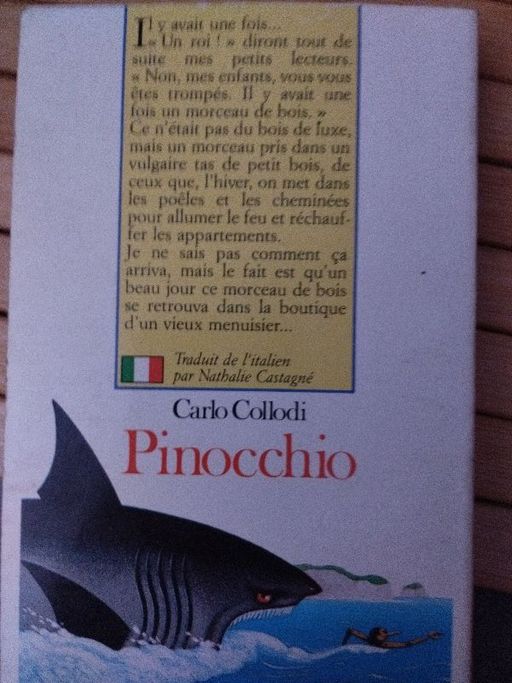 Il y avait une fois...
« Un roi ! » diront tout de
suite mes petits lecteurs.
« Non, mes enfants, vous vous
êtes trompés. Il y avait une
fois un morceau de bois. »
Ce n'était pas du bois de luxe,
mais un morceau pris dans un
vulgaire tas de petit bois, de
ceux que, l'hiver, on met dans
les poêles et les cheminées
pour allumer le feu et réchauf-
fer les appartements.
Je ne sais pas comment ça
arriva, mais le fait est qu'un
beau jour ce morceau de bois
se retrouva dans la boutique
d'un vieux menuisier...
Traduit de l'italien
par Nathalie Castagné
Carlo Collodi
Pinocchio